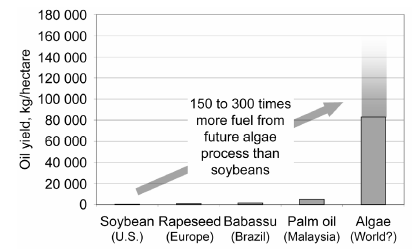 Oil yield, kg/hectare
180 000
160 000
140 000
120 000
100 000
80 000
60 000
40 000
20 000
0
150 to 300 times
more fuel from
future algae
process than
soybeans
Soybean Rapeseed Babassu Palm oil Algae
(U.S.) (Europe) (Brazil) (Malaysia) (World?)